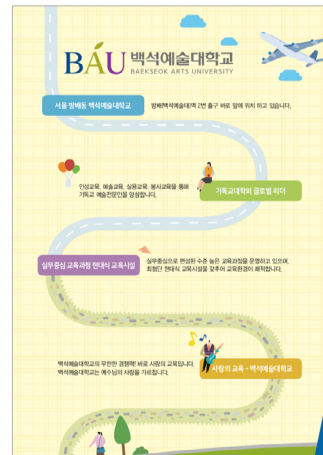 BAU 백석예술대학교
BAEKSEOK ARTS UNIVERSITY
서울 방배동 백석예술대학교
방배(백석예술대)역 2번 출구 바로 앞에 위치 하고 있습니다.
인성교육, 예술교육, 실용교육, 봉사교육을 통해
기독교 예술전문인을 양성합니다.
기독교대학의 글로벌 리더
실무중심 교육과정 현대식 교육시설
실무중심으로 편성된 수준 높은 교육과정을 운영하고 있으며,
최첨단 현대식 교육시설을 갖추어 교육환경이 쾌적합니다.
백석예술대학교의 무한한 경쟁력! 바로 사랑의 교육입니다.
백석예술대학교는 예수님의 사랑을 가르칩니다.
사랑의 교육 - 백석예술대학교